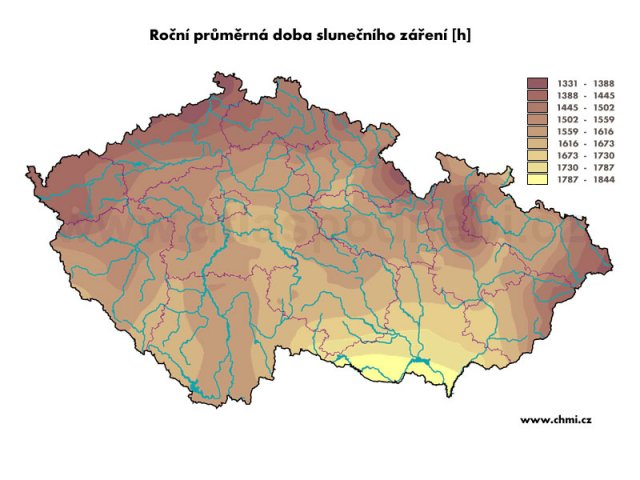 Roční průměrná doba slunečního záření [h]
1331 - 1388
1388 - 1445
1445 - 1502
1502 - 1559
1559 - 1616
1616 - 1673
1673 - 1730
1730 - 1787
1787 - 1844
www.chmi.cz